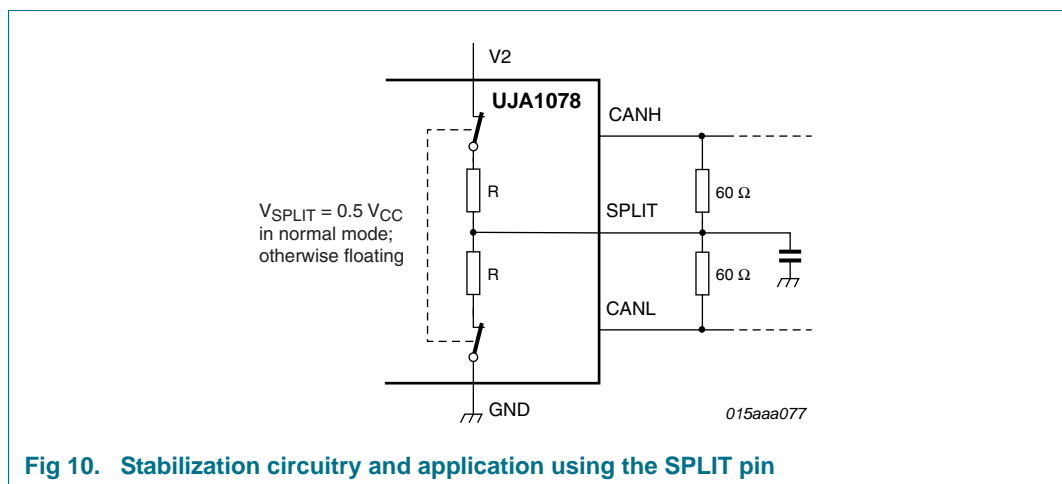 V2
UJA1078
CANH
R
60 Ω
V_SPLIT = 0.5 V_CC
in normal mode;
otherwise floating
SPLIT
R
60 Ω
CANL
GND
015aaa077
Fig 10. Stabilization circuitry and application using the SPLIT pin